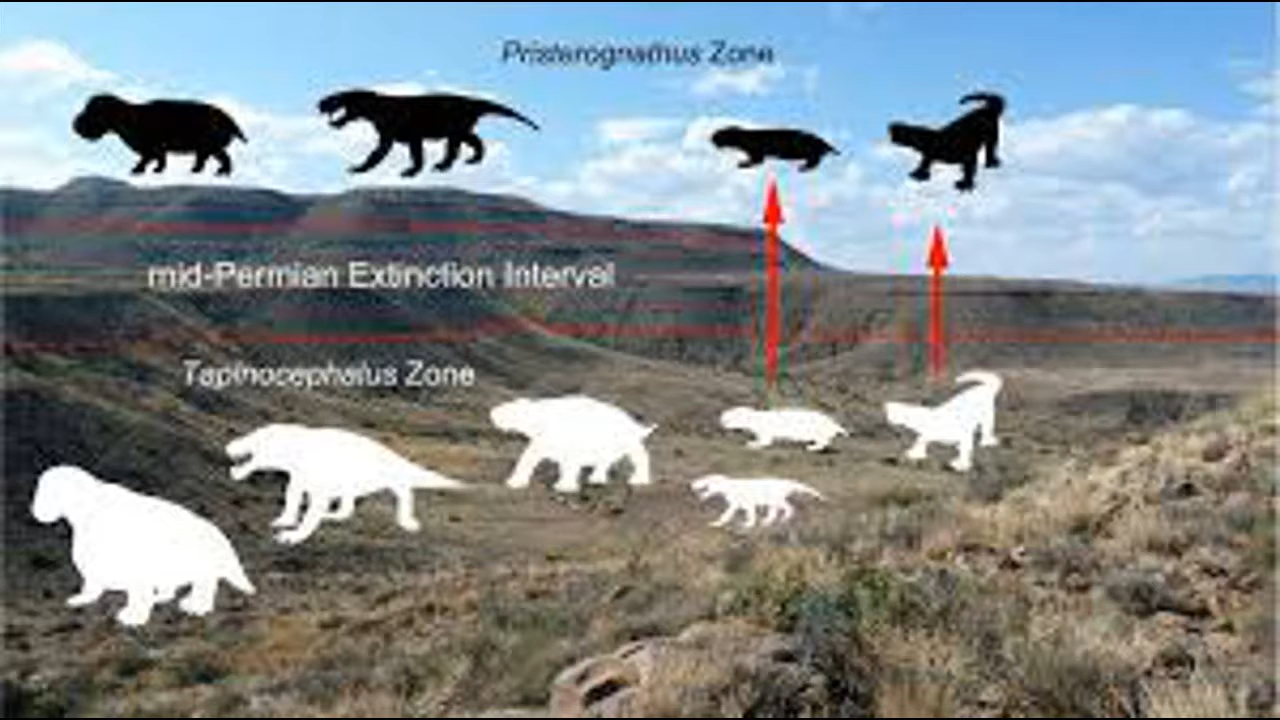 Pristerognathus Zone
mid-Permian Extinction Interval
Tapinocephalus Zone